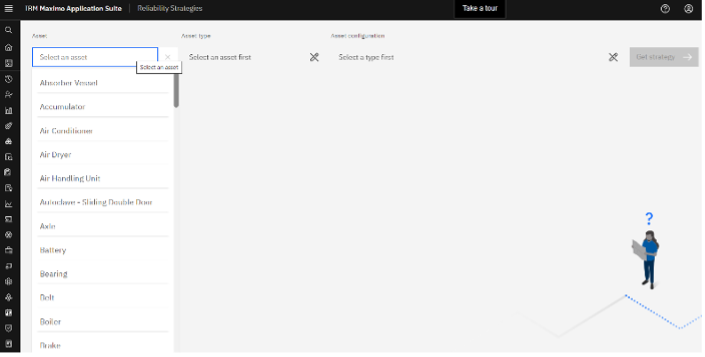 IBM Maximo Application Suite | Reliability Strategies
Take a tour
Asset
Asset type
Asset configuration
Select an asset
Select an asset first
Select a type first
Get strategy
Select an asset
Absorber Vessel
Accumulator
Air Conditioner
Air Dryer
Air Handling Unit
Autoclave - Sliding Double Door
Axle
Battery
Bearing
Belt
Boiler
Brake
?